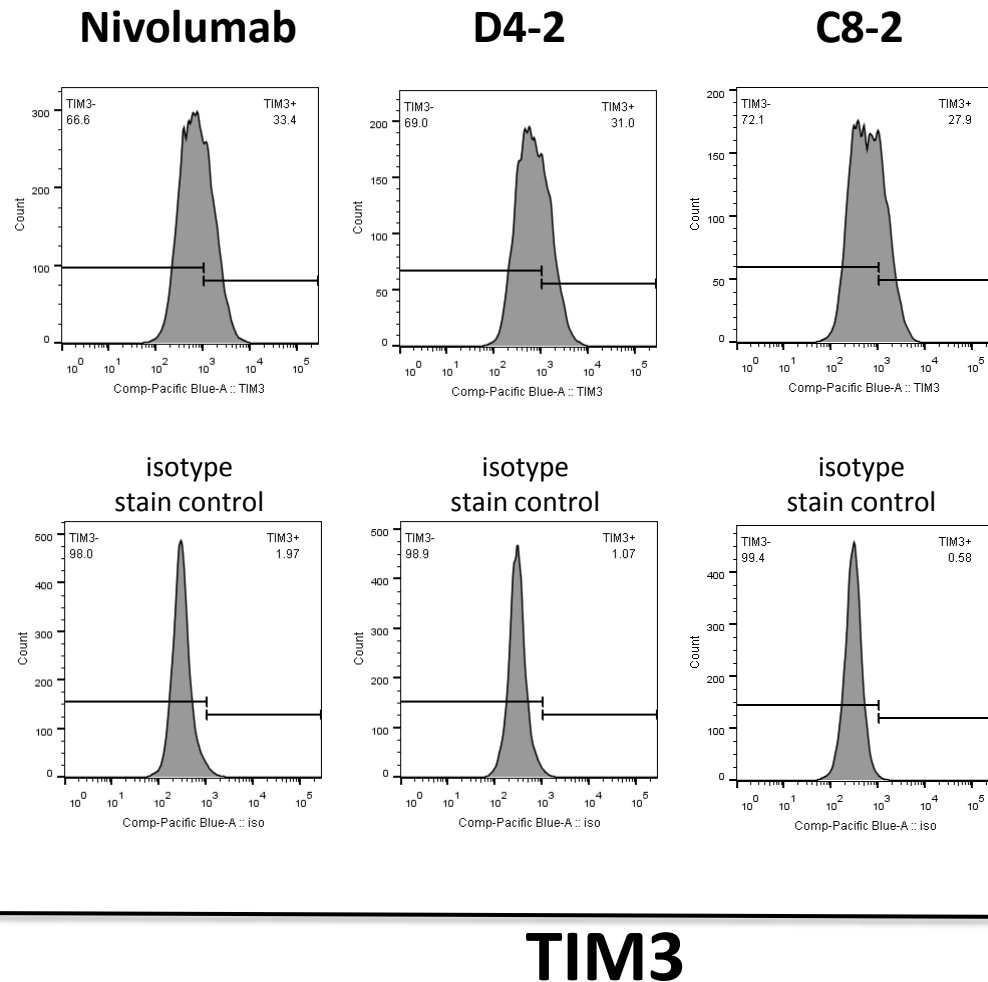 Nivolumab D4-2 C8-2
TIM3- TIM3+
66.6 33.4
300
200
100
0
Count
10^0 10^1 10^2 10^3 10^4 10^5
Comp-Pacific Blue-A :: TIM3
TIM3- TIM3+
69.0 31.0
200
150
100
50
0
Count
10^0 10^1 10^2 10^3 10^4 10^5
Comp-Pacific Blue-A :: TIM3
TIM3- TIM3+
72.1 27.9
200
150
100
50
0
Count
10^0 10^1 10^2 10^3 10^4 10^5
Comp-Pacific Blue-A :: TIM3
isotype
stain control
TIM3- TIM3+
98.0 1.97
500
400
300
200
100
0
Count
10^0 10^1 10^2 10^3 10^4 10^5
Comp-Pacific Blue-A :: iso
isotype
stain control
TIM3- TIM3+
98.9 1.07
500
400
300
200
100
0
Count
10^0 10^1 10^2 10^3 10^4 10^5
Comp-Pacific Blue-A :: iso
isotype
stain control
TIM3- TIM3+
99.4 0.58
400
300
200
100
0
Count
10^0 10^1 10^2 10^3 10^4 10^5
Comp-Pacific Blue-A :: iso
TIM3